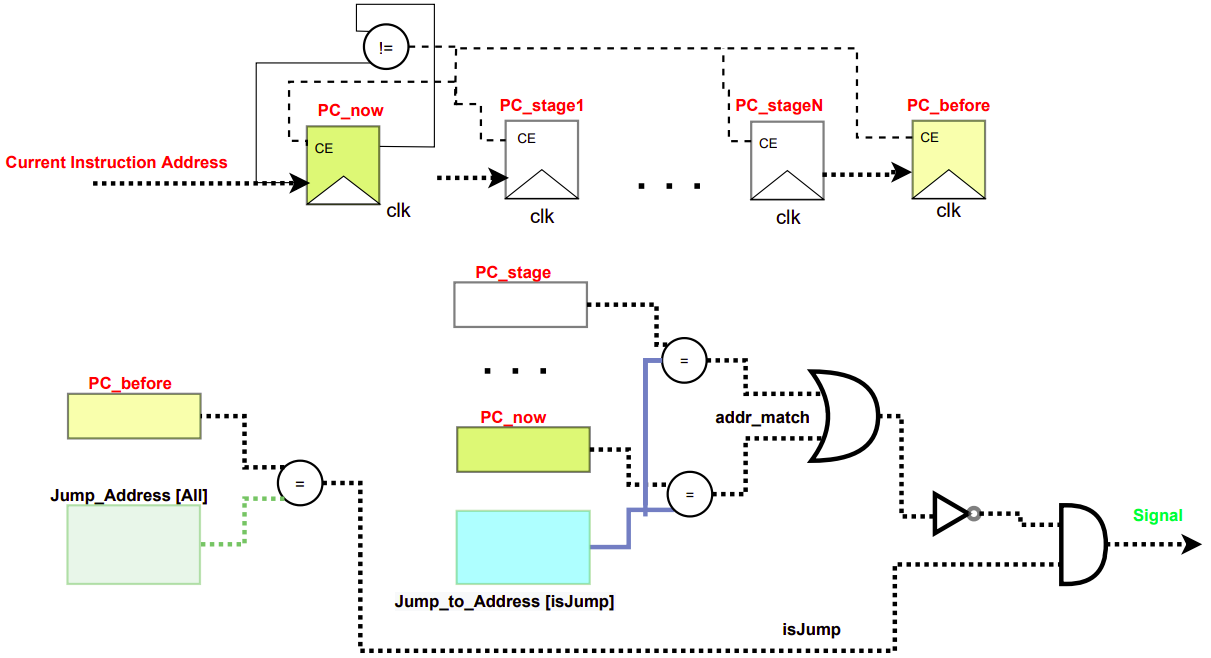 !=
PC_now
PC_stage1
PC_stageN
PC_before
CE
CE
CE
CE
Current Instruction Address
clk
clk
clk
clk
. . .
PC_stage
=
. . .
PC_before
PC_now
addr_match
=
Jump_Address [All]
=
Signal
Jump_to_Address [isJump]
isJump